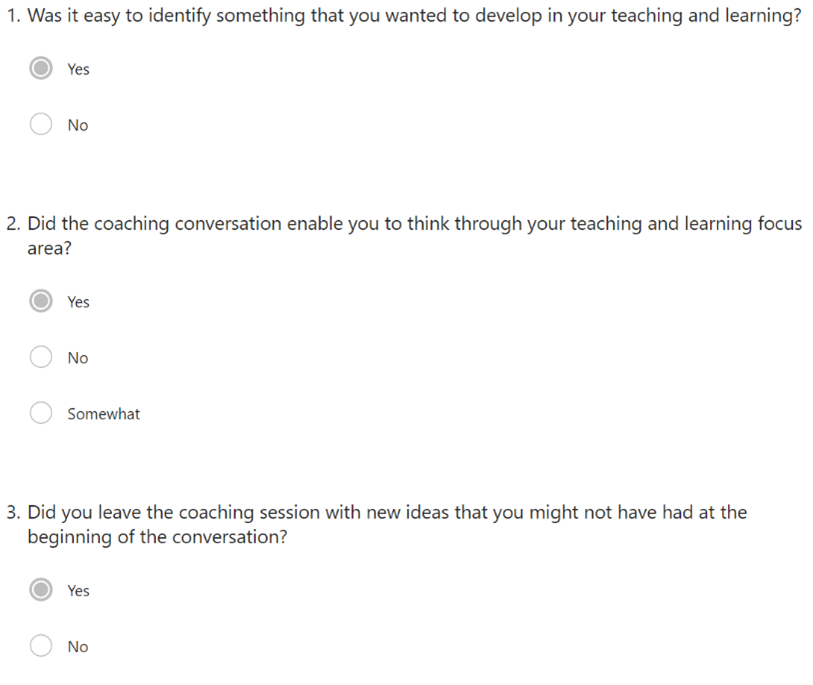 1. Was it easy to identify something that you wanted to develop in your teaching and learning?
Yes
No
2. Did the coaching conversation enable you to think through your teaching and learning focus
area?
Yes
No
Somewhat
3. Did you leave the coaching session with new ideas that you might not have had at the
beginning of the conversation?
Yes
No